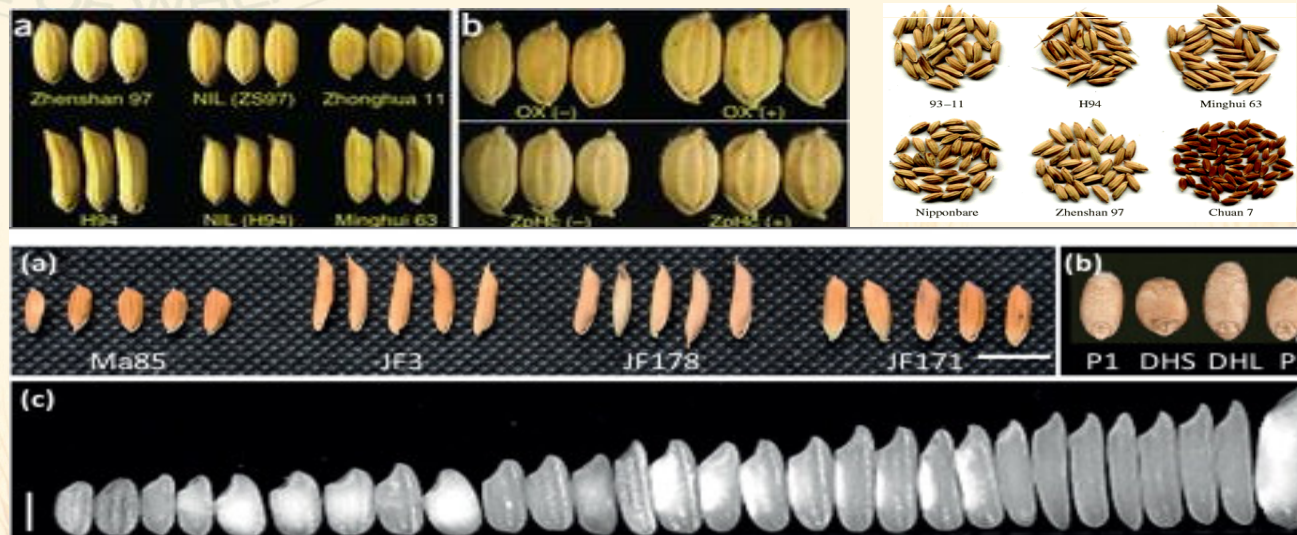 a
Zhenshan 97 NIL (ZS97) Zhonghua 11
H94 NIL (H94) Minghui 63
b
OX (–) OX (+)
ZpHc (–) ZpHc (+)
93–11 H94 Minghui 63
Nipponbare Zhenshan 97 Chuan 7
(a)
Ma85 JF3 JF178 JF171
(b)
P1 DHS DHL P
(c)